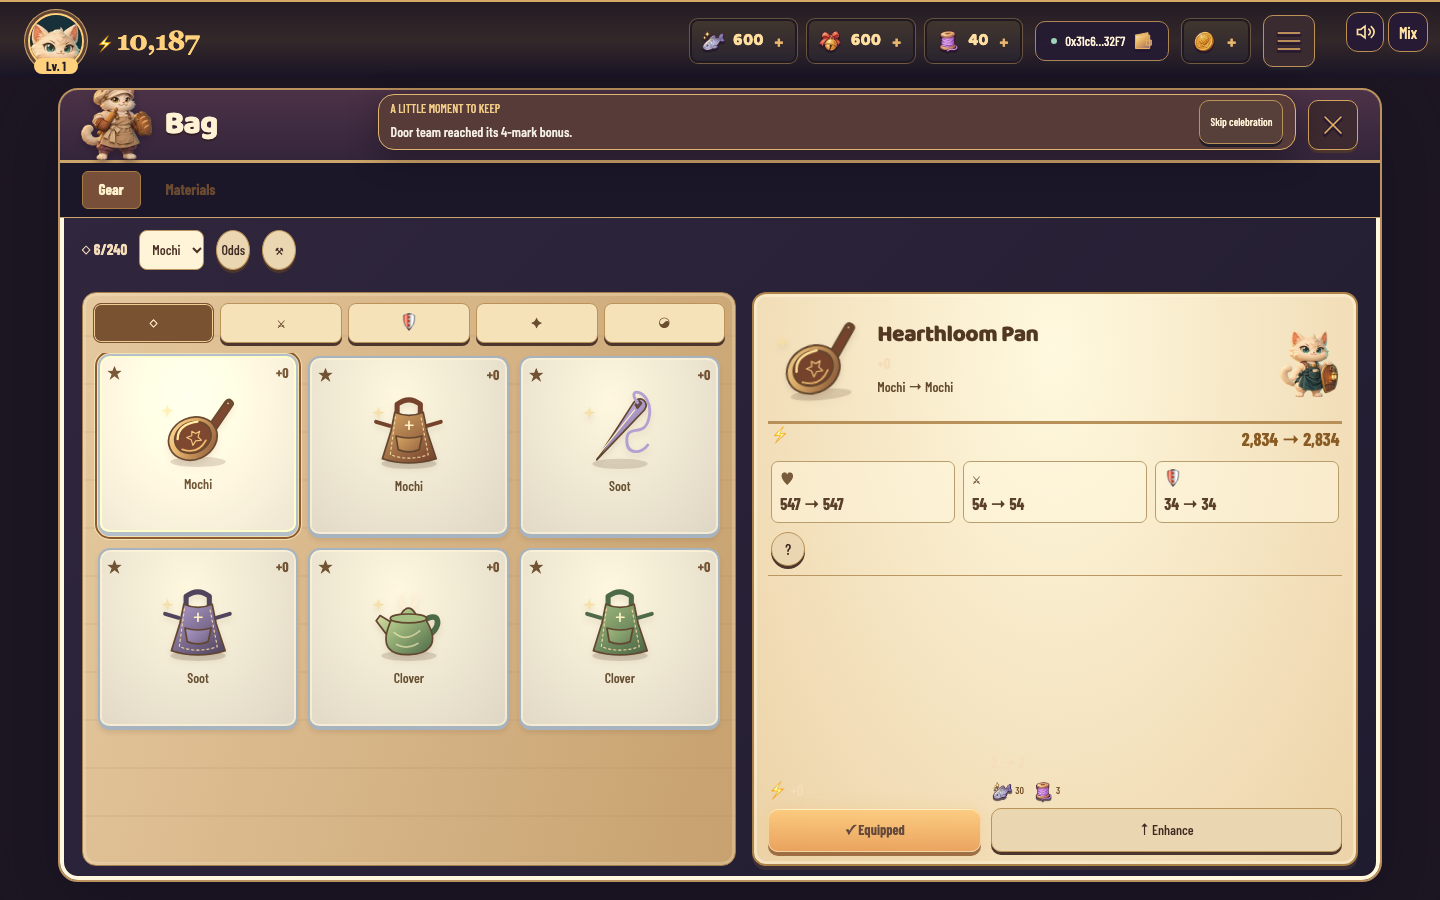 10,187
Lv. 1
600 +
600 +
40 +
0x31c6...32F7
+
Mix
Bag
A LITTLE MOMENT TO KEEP
Door team reached its 4-mark bonus.
Skip celebration
Gear
Materials
6/240
Mochi
Odds
+0
Mochi
+0
Mochi
+0
Soot
+0
Soot
+0
Clover
+0
Clover
Hearthloom Pan
+0
Mochi → Mochi
2,834 → 2,834
547 → 547
54 → 54
34 → 34
?
+0
30
3
✓ Equipped
↑ Enhance